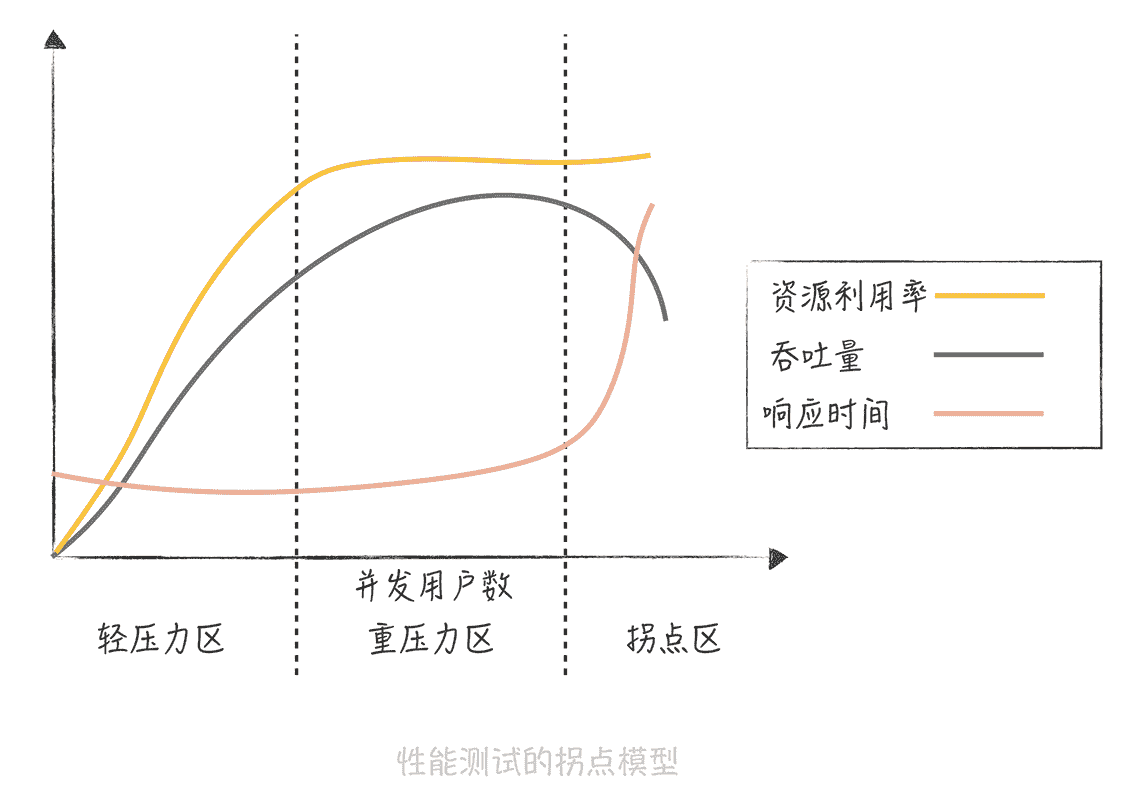 资源利用率
吞吐量
响应时间
并发用户数
轻压力区 重压力区 拐点区
性能测试的拐点模型